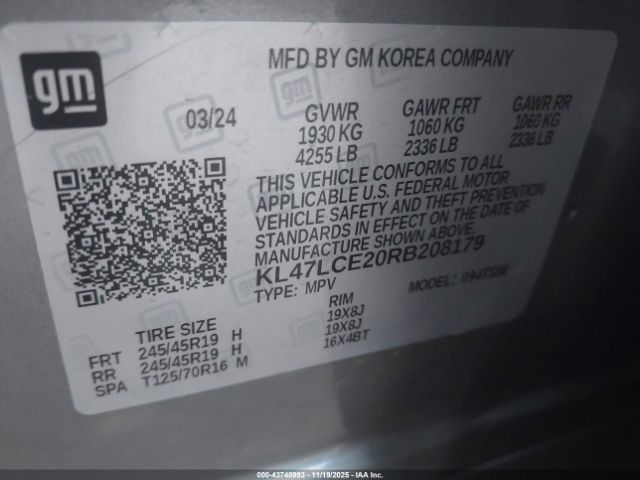 gm
MFD BY GM KOREA COMPANY
03/24
GVWR GAWR FRT GAWR RR
1930 KG 1060 KG 1060 KG
4255 LB 2336 LB 2336 LB
THIS VEHICLE CONFORMS TO ALL
APPLICABLE U.S. FEDERAL MOTOR
VEHICLE SAFETY AND THEFT PREVENTION
STANDARDS IN EFFECT ON THE DATE OF
MANUFACTURE SHOWN ABOVE.
KL47LCE20RB208179
TYPE: MPV MODEL:
TIRE SIZE RIM
FRT 245/45R19 H 19X8J
RR 245/45R19 H 19X8J
SPA T125/70R16 M 16X4BT
000-43748993 - 11/19/2025 - IAA Inc.